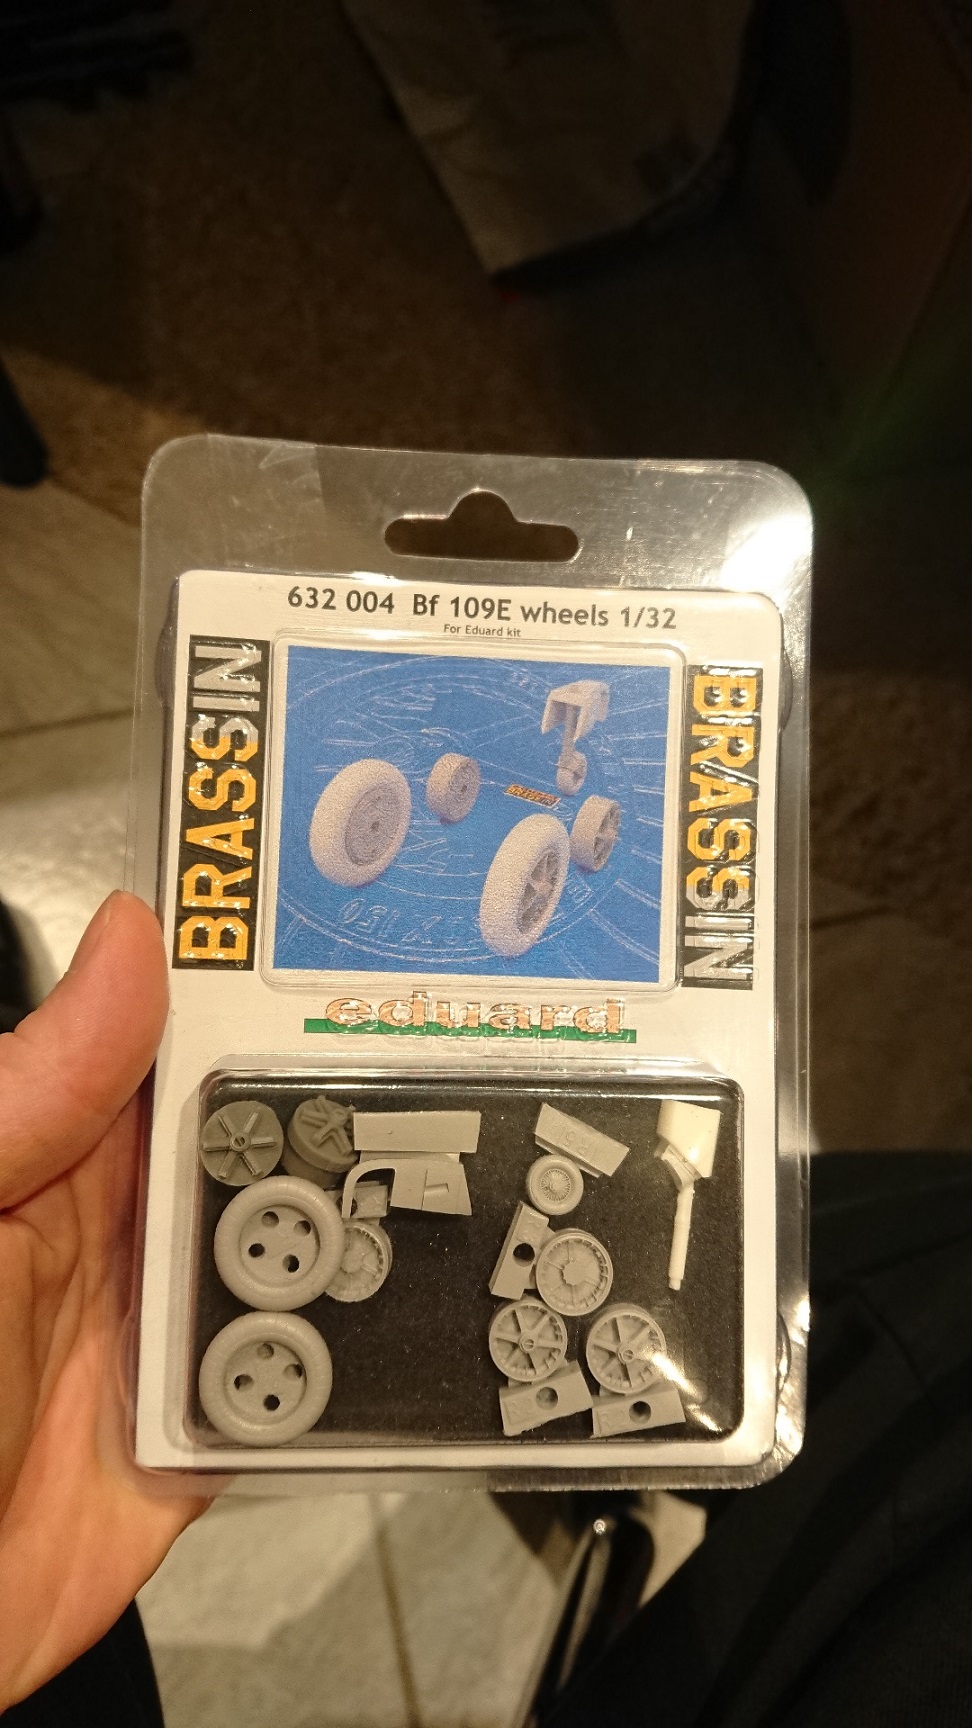 632 004 Bf 109E wheels 1/32
For Eduard kit
BRASSIN
BRASSIN
eduard